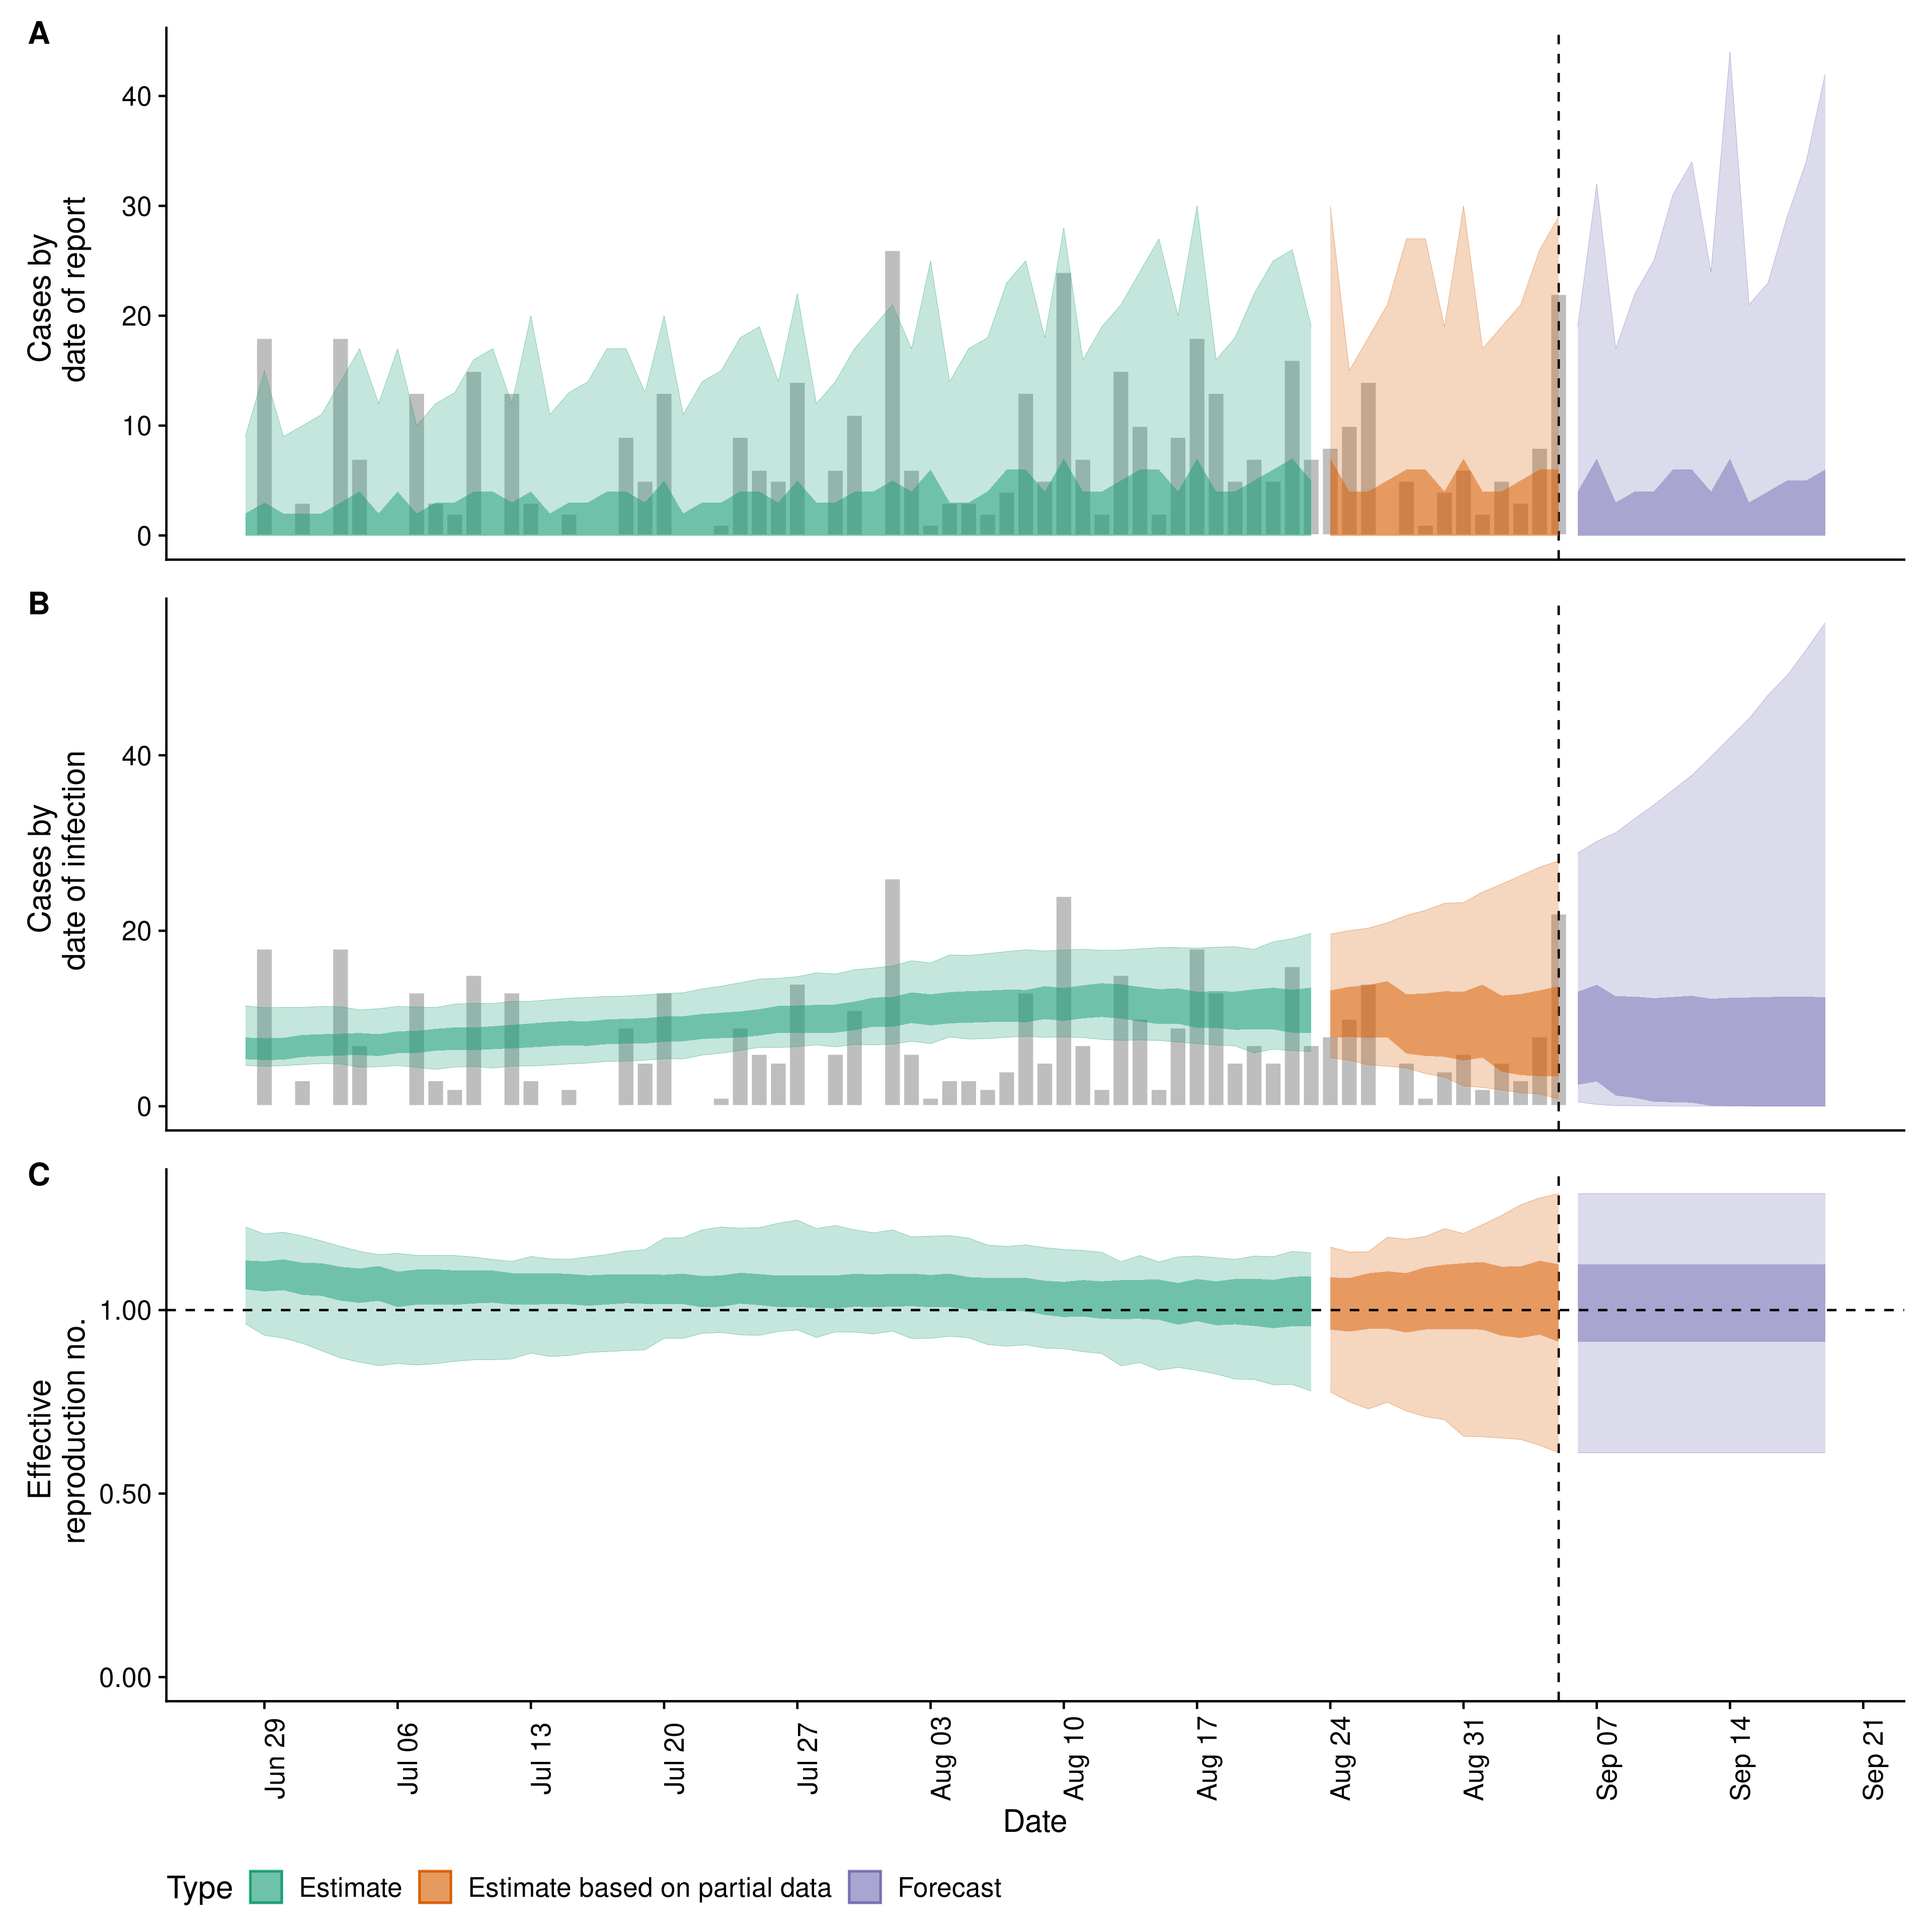 A
Cases by
date of report
40
30
20
10
0
B
Cases by
date of infection
40
20
0
C
Effective
reproduction no.
1.00
0.50
0.00
Jun 29
Jul 06
Jul 13
Jul 20
Jul 27
Aug 03
Aug 10
Aug 17
Aug 24
Aug 31
Sep 07
Sep 14
Sep 21
Date
Type Estimate Estimate based on partial data Forecast